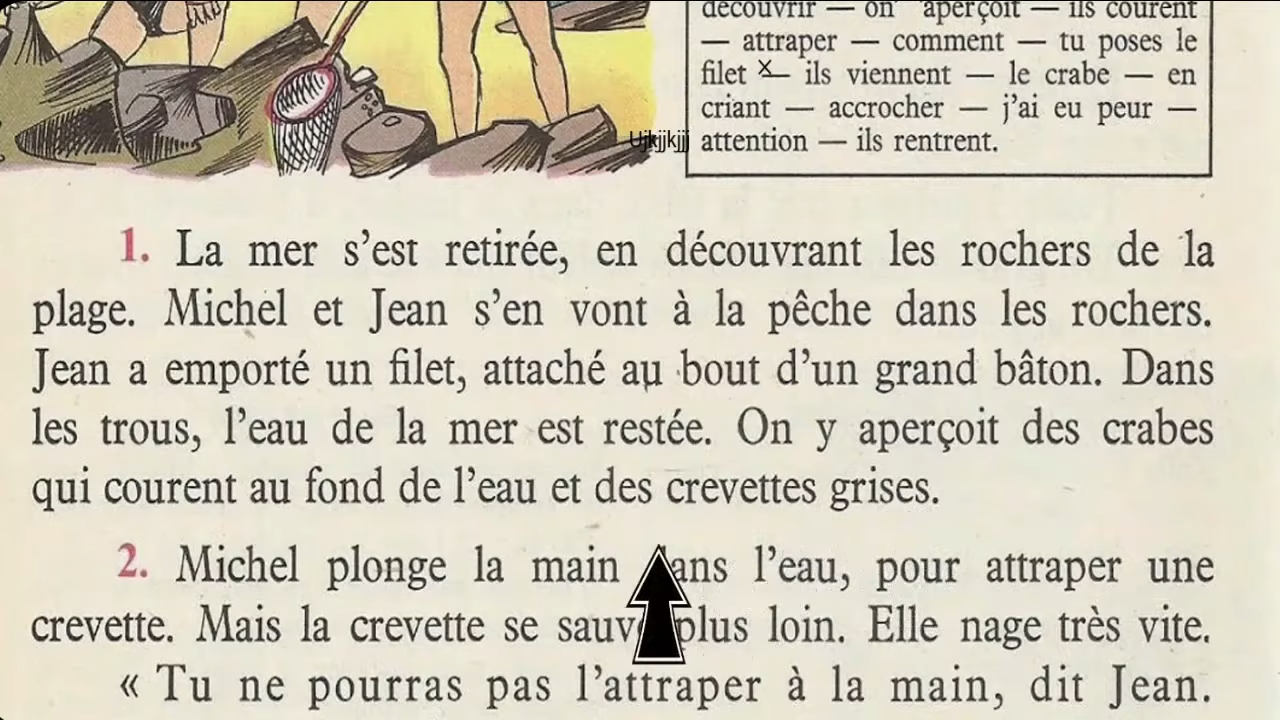 découvrir — on aperçoit — ils courent
— attraper — comment — tu poses le
filet — ils viennent — le crabe — en
criant — accrocher — j'ai eu peur —
attention — ils rentrent.
Ujkjjkjjj
1. La mer s'est retirée, en découvrant les rochers de la
plage. Michel et Jean s'en vont à la pêche dans les rochers.
Jean a emporté un filet, attaché au bout d'un grand bâton. Dans
les trous, l'eau de la mer est restée. On y aperçoit des crabes
qui courent au fond de l'eau et des crevettes grises.
2. Michel plonge la main dans l'eau, pour attraper une
crevette. Mais la crevette se sauve plus loin. Elle nage très vite.
« Tu ne pourras pas l'attraper à la main, dit Jean.